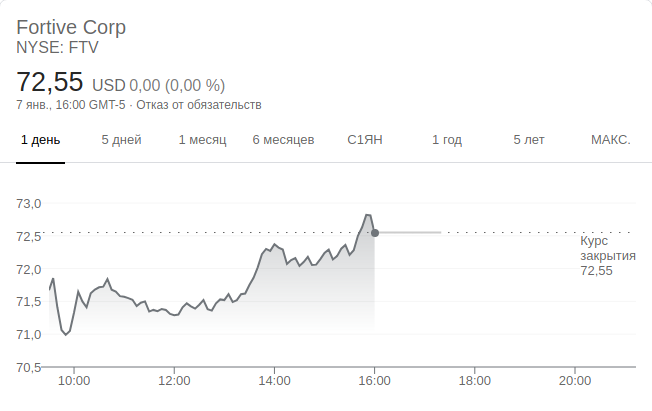 Fortive Corp
NYSE: FTV
72,55 USD 0,00 (0,00 %)
7 янв., 16:00 GMT-5 · Отказ от обязательств
1 день 5 дней 1 месяц 6 месяцев С1ЯН 1 год 5 лет МАКС.
73,0
72,5
72,0
71,5
71,0
70,5
Курс
закрытия
72,55
10:00 12:00 14:00 16:00 18:00 20:00